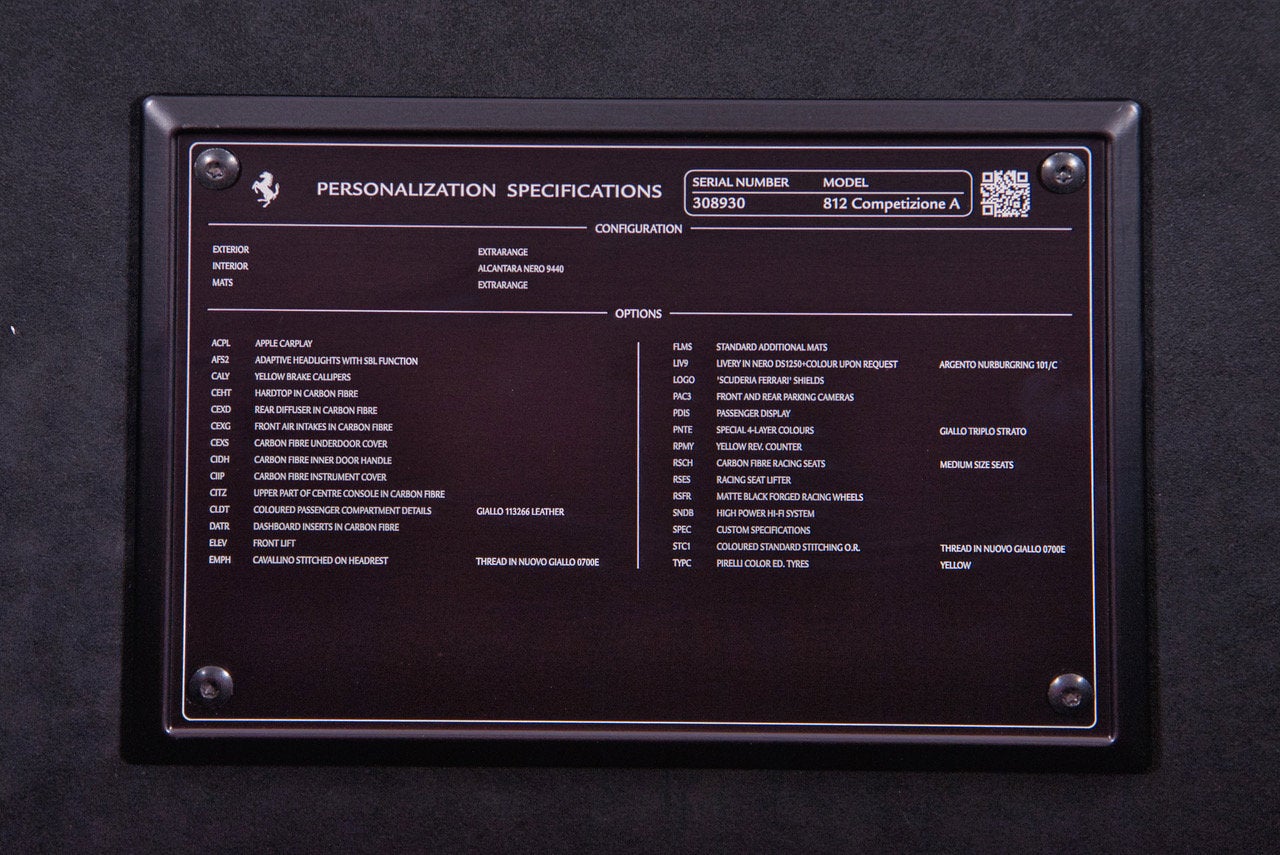 PERSONALIZATION SPECIFICATIONS
SERIAL NUMBER MODEL
308930 812 Competizione A
CONFIGURATION
EXTERIOR EXTRARANGE
INTERIOR ALCANTARA NERO 9440
MATS EXTRARANGE
OPTIONS
ACPL APPLE CARPLAY
AFS2 ADAPTIVE HEADLIGHTS WITH SBL FUNCTION
CALY YELLOW BRAKE CALLIPERS
CEHT HARDTOP IN CARBON FIBRE
CEXD REAR DIFFUSER IN CARBON FIBRE
CEXG FRONT AIR INTAKES IN CARBON FIBRE
CEXS CARBON FIBRE UNDERDOOR COVER
CIDH CARBON FIBRE INNER DOOR HANDLE
CIIP CARBON FIBRE INSTRUMENT COVER
CITZ UPPER PART OF CENTRE CONSOLE IN CARBON FIBRE
CLDT COLOURED PASSENGER COMPARTMENT DETAILS GIALLO 113266 LEATHER
DATR DASHBOARD INSERTS IN CARBON FIBRE
ELEV FRONT LIFT
EMPH CAVALLINO STITCHED ON HEADREST THREAD IN NUOVO GIALLO 0700E
FLMS STANDARD ADDITIONAL MATS
LIV9 LIVERY IN NERO DS1250+COLOUR UPON REQUEST ARGENTO NURBURGRING 101/C
LOGO 'SCUDERIA FERRARI' SHIELDS
PAC3 FRONT AND REAR PARKING CAMERAS
PDIS PASSENGER DISPLAY
PNTE SPECIAL 4-LAYER COLOURS GIALLO TRIPLO STRATO
RPMY YELLOW REV. COUNTER
RSCH CARBON FIBRE RACING SEATS MEDIUM SIZE SEATS
RSES RACING SEAT LIFTER
RSFR MATTE BLACK FORGED RACING WHEELS
SNDB HIGH POWER HI-FI SYSTEM
SPEC CUSTOM SPECIFICATIONS
STC1 COLOURED STANDARD STITCHING O.R. THREAD IN NUOVO GIALLO 0700E
TYPC PIRELLI COLOR ED. TYRES YELLOW